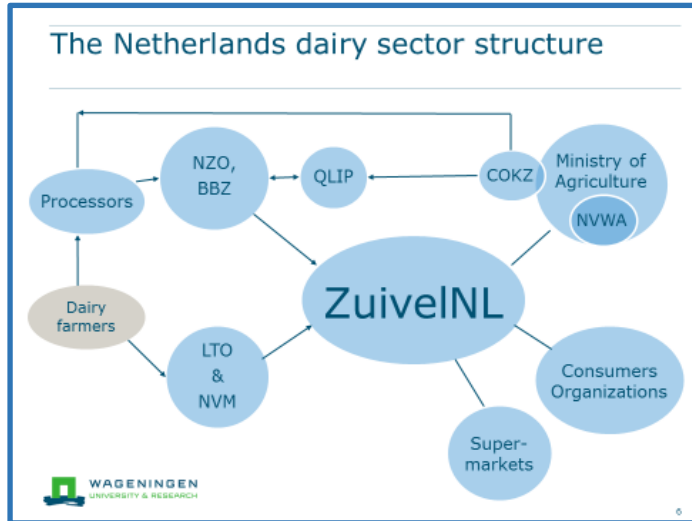 The Netherlands dairy sector structure
NZO,
BBZ
QLIP
COKZ
Ministry of
Agriculture
NVWA
Processors
ZuivelNL
Dairy
farmers
LTO
&
NVM
Consumers
Organizations
Super-
markets
WAGENINGEN
UNIVERSITY & RESEARCH
6